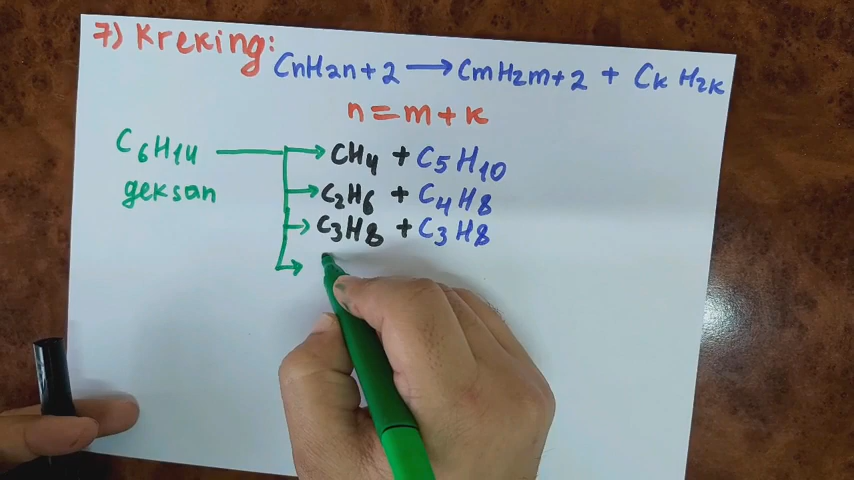 7) Kreking:
CnH2n+2 → CmH2m+2 + CkH2k
n=m+k
C6H14 → CH4 + C5H10
geksan → C2H6 + C4H8
→ C3H8 + C3H8
→